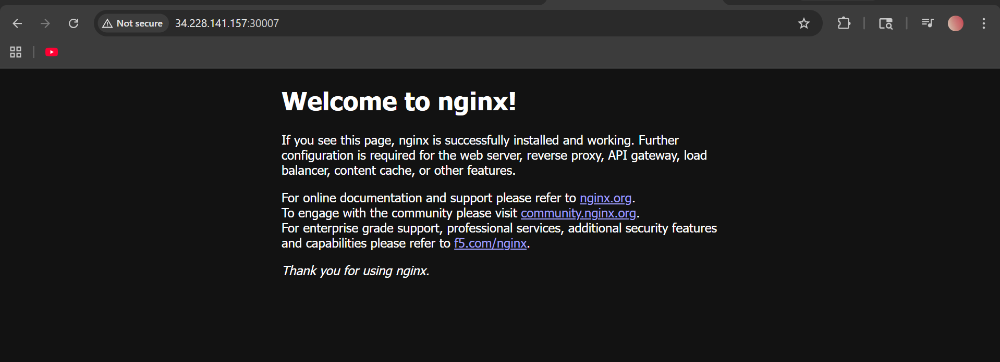 Not secure 34.228.141.157:30007
Welcome to nginx!
If you see this page, nginx is successfully installed and working. Further
configuration is required for the web server, reverse proxy, API gateway, load
balancer, content cache, or other features.
For online documentation and support please refer to nginx.org.
To engage with the community please visit community.nginx.org.
For enterprise grade support, professional services, additional security features
and capabilities please refer to f5.com/nginx.
Thank you for using nginx.